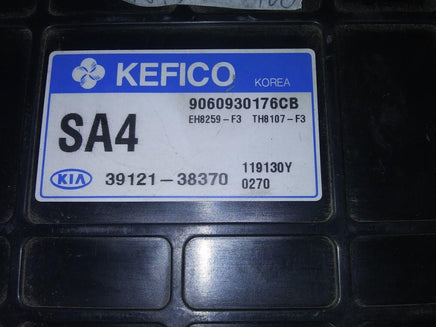 KEFICO KOREA
9060930176CB
EH8259-F3 TH8107-F3
SA4
119130Y
KIA 39121-38370
0270